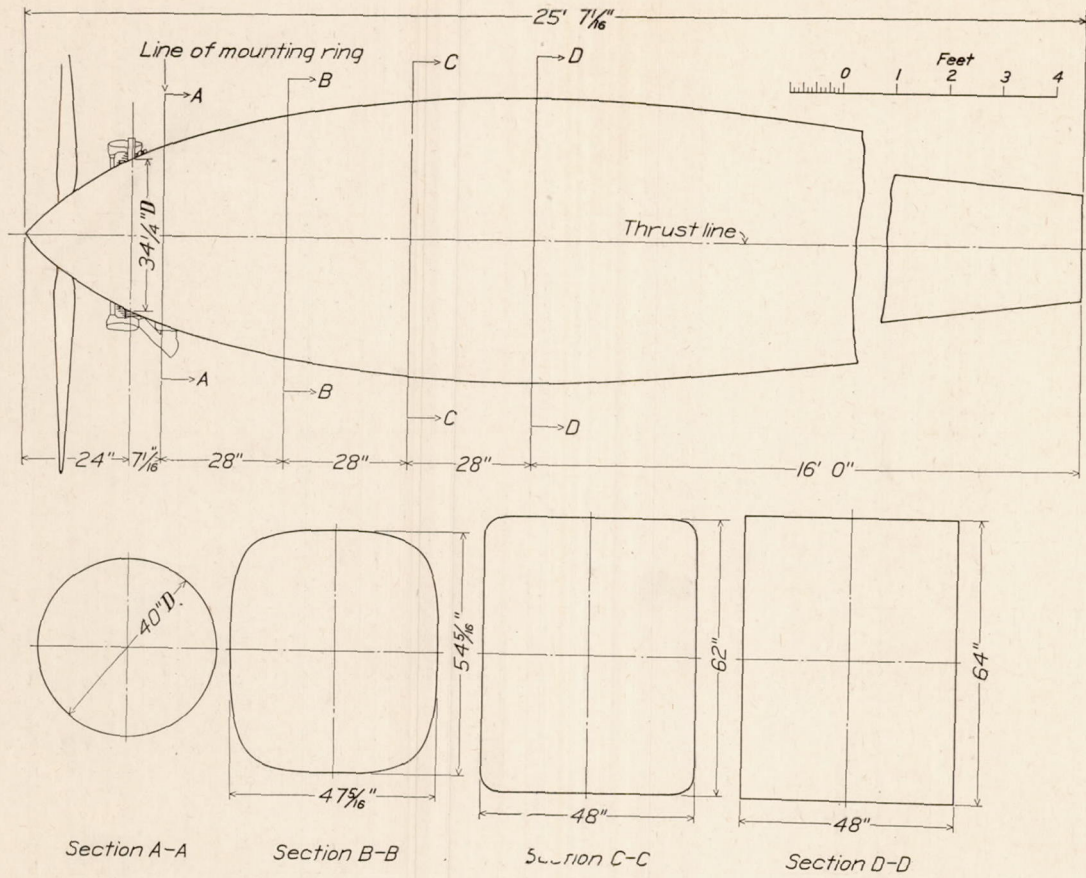 25' 7 1/16"
Line of mounting ring
A
B
C
D
Feet
0 1 2 3 4
34 1/4" D
Thrust line
A
B
C
D
24" 7 1/16" 28" 28" 28" 16' 0"
40" D.
54 5/16"
62"
64"
47 5/16"
48"
48"
Section A-A
Section B-B
Section C-C
Section D-D